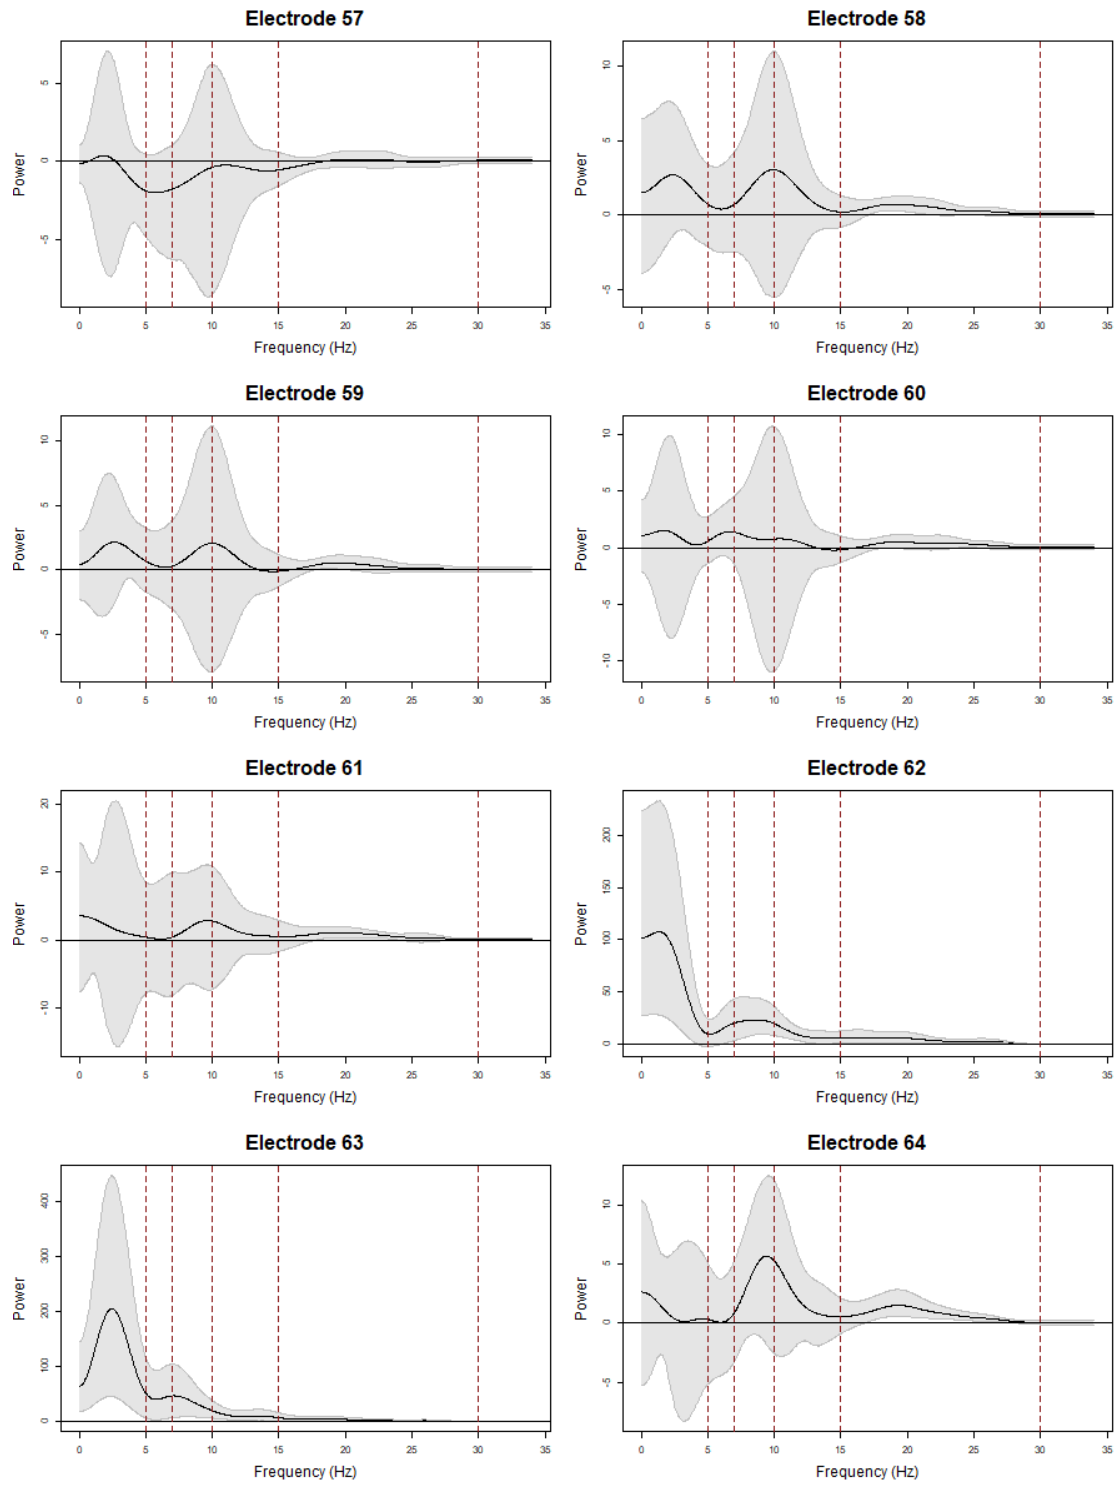 Electrode 57
Electrode 58
Power
5
0
-5
0 5 10 15 20 25 30 35
Frequency (Hz)
Power
10
5
0
-5
0 5 10 15 20 25 30 35
Frequency (Hz)
Electrode 59
Electrode 60
Power
10
5
0
-5
0 5 10 15 20 25 30 35
Frequency (Hz)
Power
10
5
0
-5
-10
0 5 10 15 20 25 30 35
Frequency (Hz)
Electrode 61
Electrode 62
Power
20
10
0
-10
0 5 10 15 20 25 30 35
Frequency (Hz)
Power
200
150
100
50
0
0 5 10 15 20 25 30 35
Frequency (Hz)
Electrode 63
Electrode 64
Power
400
300
200
100
0
0 5 10 15 20 25 30 35
Frequency (Hz)
Power
10
5
0
-5
0 5 10 15 20 25 30 35
Frequency (Hz)